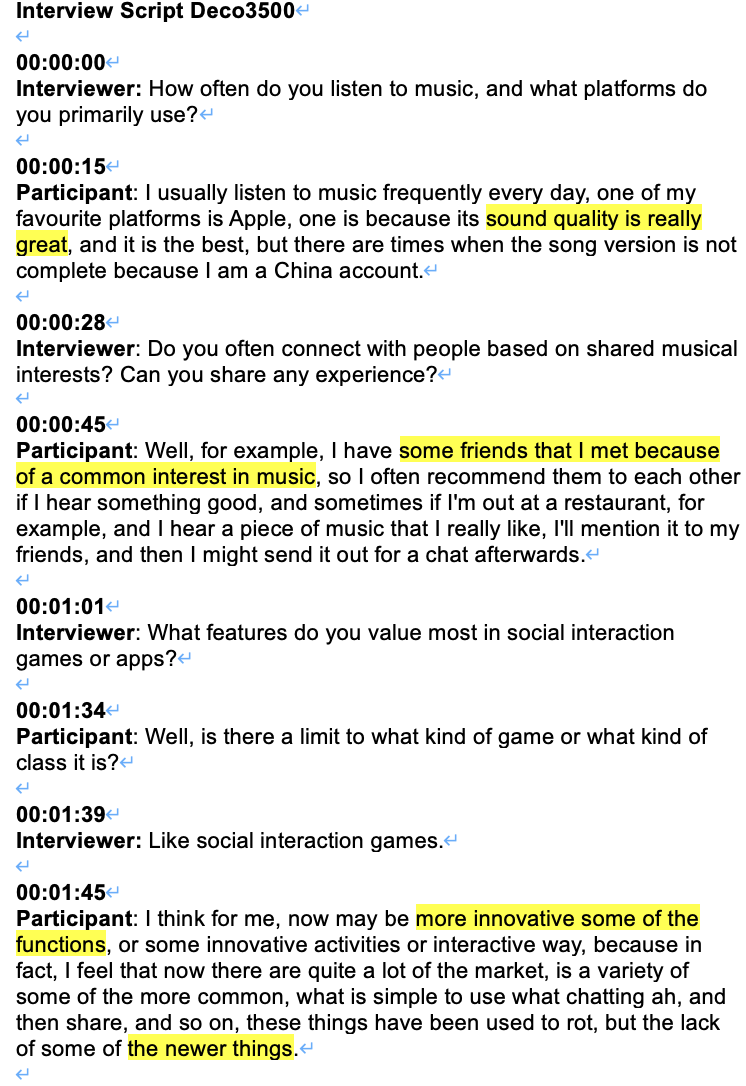 Interview Script Deco3500
00:00:00
Interviewer: How often do you listen to music, and what platforms do
you primarily use?
00:00:15
Participant: I usually listen to music frequently every day, one of my
favourite platforms is Apple, one is because its sound quality is really
great, and it is the best, but there are times when the song version is not
complete because I am a China account.
00:00:28
Interviewer: Do you often connect with people based on shared musical
interests? Can you share any experience?
00:00:45
Participant: Well, for example, I have some friends that I met because
of a common interest in music, so I often recommend them to each other
if I hear something good, and sometimes if I'm out at a restaurant, for
example, and I hear a piece of music that I really like, I'll mention it to my
friends, and then I might send it out for a chat afterwards.
00:01:01
Interviewer: What features do you value most in social interaction
games or apps?
00:01:34
Participant: Well, is there a limit to what kind of game or what kind of
class it is?
00:01:39
Interviewer: Like social interaction games.
00:01:45
Participant: I think for me, now may be more innovative some of the
functions, or some innovative activities or interactive way, because in
fact, I feel that now there are quite a lot of the market, is a variety of
some of the more common, what is simple to use what chatting ah, and
then share, and so on, these things have been used to rot, but the lack
of some of the newer things.